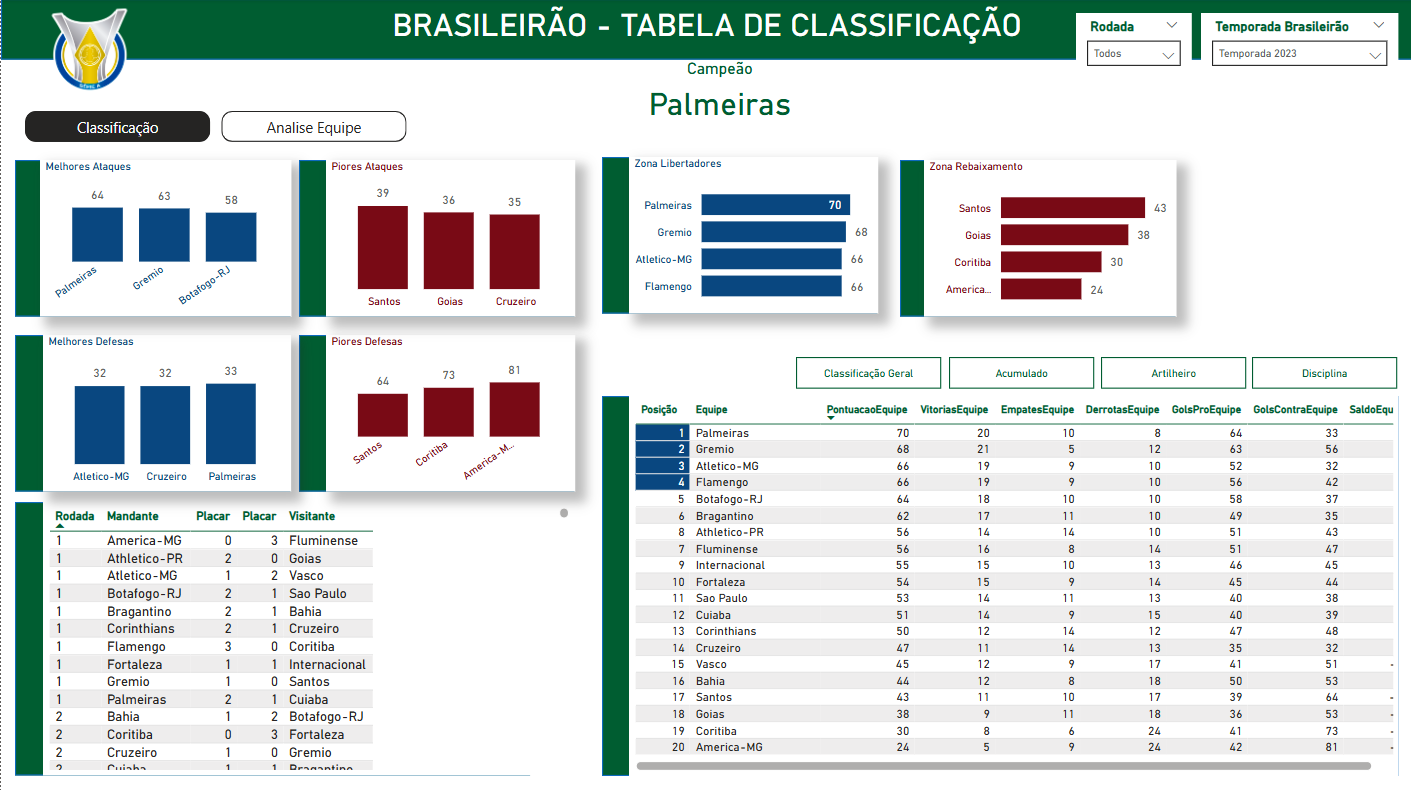 BRASILEIRÃO - TABELA DE CLASSIFICAÇÃO
Rodada
Todos
Temporada Brasileirão
Temporada 2023
Campeão
Palmeiras
Classificação
Analise Equipe
Melhores Ataques
64
63
58
Palmeiras
Gremio
Botafogo-RJ
Piores Ataques
39
36
35
Santos
Goias
Cruzeiro
Zona Libertadores
Palmeiras 70
Gremio 68
Atletico-MG 66
Flamengo 66
Zona Rebaixamento
Santos 43
Goias 38
Coritiba 30
America... 24
Melhores Defesas
32
32
33
Atletico-MG
Cruzeiro
Palmeiras
Piores Defesas
64
73
81
Santos
Coritiba
America-M...
Classificação Geral
Acumulado
Artilheiro
Disciplina
Rodada Mandante Placar Placar Visitante
1 America-MG 0 3 Fluminense
1 Athletico-PR 2 0 Goias
1 Atletico-MG 1 2 Vasco
1 Botafogo-RJ 2 1 Sao Paulo
1 Bragantino 2 1 Bahia
1 Corinthians 2 1 Cruzeiro
1 Flamengo 3 0 Coritiba
1 Fortaleza 1 1 Internacional
1 Gremio 1 0 Santos
1 Palmeiras 2 1 Cuiaba
2 Bahia 1 2 Botafogo-RJ
2 Coritiba 0 3 Fortaleza
2 Cruzeiro 1 0 Gremio
2 Cuiaba 1 1 Bragantino
Posição Equipe PontuacaoEquipe VitoriasEquipe EmpatesEquipe DerrotasEquipe GolsProEquipe GolsContraEquipe SaldoEqu
1 Palmeiras 70 20 10 8 64 33
2 Gremio 68 21 5 12 63 56
3 Atletico-MG 66 19 9 10 52 32
4 Flamengo 66 19 9 10 56 42
5 Botafogo-RJ 64 18 10 10 58 37
6 Bragantino 62 17 11 10 49 35
8 Athletico-PR 56 14 14 10 51 43
7 Fluminense 56 16 8 14 51 47
9 Internacional 55 15 10 13 46 45
10 Fortaleza 54 15 9 14 45 44
11 Sao Paulo 53 14 11 13 40 38
12 Cuiaba 51 14 9 15 40 39
13 Corinthians 50 12 14 12 47 48
14 Cruzeiro 47 11 14 13 35 32
15 Vasco 45 12 9 17 41 51 -
16 Bahia 44 12 8 18 50 53
17 Santos 43 11 10 17 39 64 -
18 Goias 38 9 11 18 36 53 -
19 Coritiba 30 8 6 24 41 73 -
20 America-MG 24 5 9 24 42 81 -